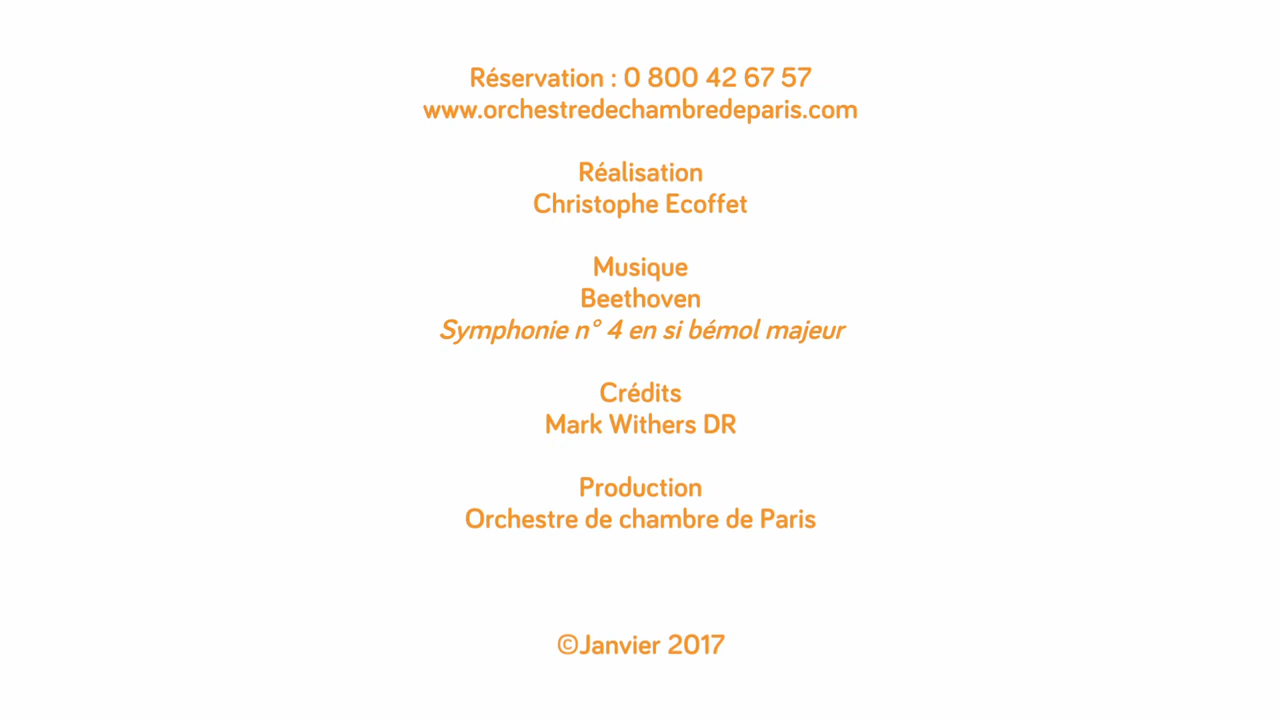 Réservation : 0 800 42 67 57
www.orchestredechambredeparis.com
Réalisation
Christophe Ecoffet
Musique
Beethoven
Symphonie n° 4 en si bémol majeur
Crédits
Mark Withers DR
Production
Orchestre de chambre de Paris
©Janvier 2017